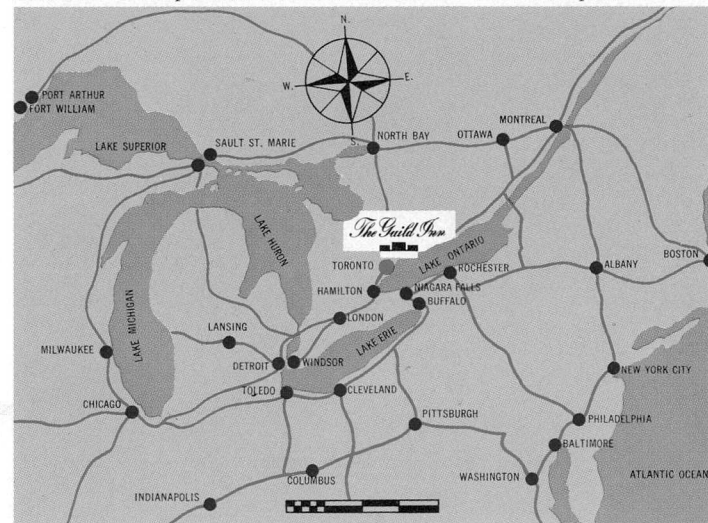 N.
W.
E.
S.
PORT ARTHUR
FORT WILLIAM
LAKE SUPERIOR
SAULT ST. MARIE
NORTH BAY
OTTAWA
MONTREAL
LAKE HURON
The Guild Inn
TORONTO
LAKE ONTARIO
ROCHESTER
ALBANY
BOSTON
HAMILTON
NIAGARA FALLS
BUFFALO
LAKE MICHIGAN
LANSING
LONDON
LAKE ERIE
MILWAUKEE
DETROIT
WINDSOR
NEW YORK CITY
TOLEDO
CLEVELAND
CHICAGO
PITTSBURGH
PHILADELPHIA
BALTIMORE
COLUMBUS
WASHINGTON
ATLANTIC OCEAN
INDIANAPOLIS